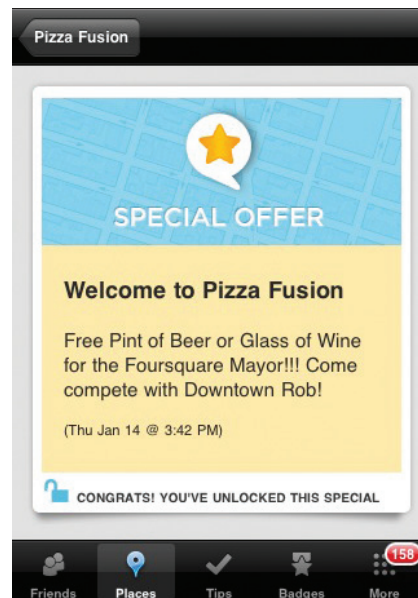 Pizza Fusion
SPECIAL OFFER
Welcome to Pizza Fusion
Free Pint of Beer or Glass of Wine
for the Foursquare Mayor!!! Come
compete with Downtown Rob!
(Thu Jan 14 @ 3:42 PM)
CONGRATS! YOU'VE UNLOCKED THIS SPECIAL
158
Friends Places Tips Badges More